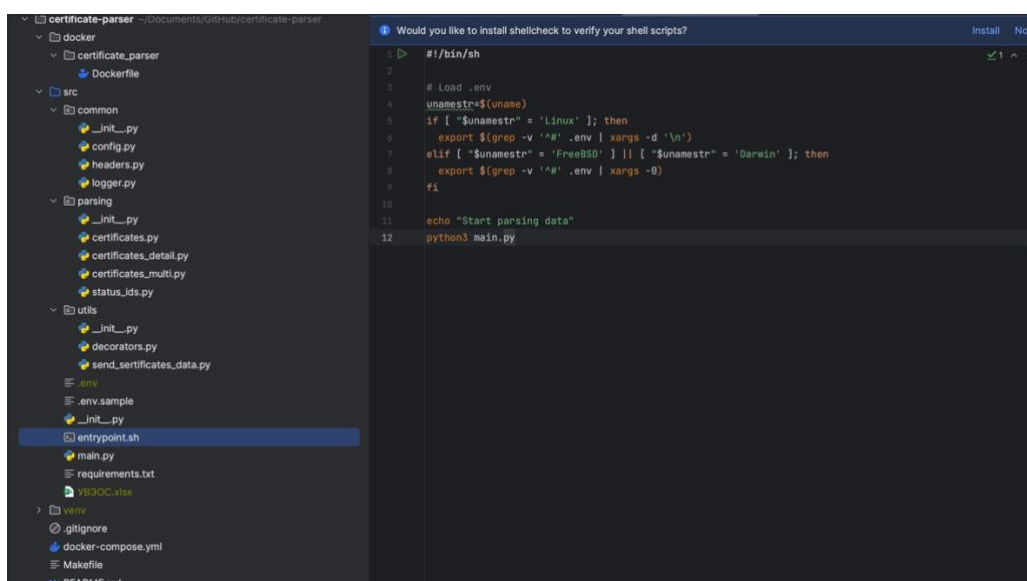 certificate-parser ~/Documents/GitHub/certificate-parser
docker
certificate_parser
Dockerfile
src
common
__init__.py
config.py
headers.py
logger.py
parsing
__init__.py
certificates.py
certificates_detail.py
certificates_multi.py
status_ids.py
utils
__init__.py
decorators.py
send_sertificates_data.py
.env
.env.sample
__init__.py
entrypoint.sh
main.py
requirements.txt
УВЭОС.xlsx
venv
.gitignore
docker-compose.yml
Makefile
README.md
Would you like to install shellcheck to verify your shell scripts? Install No
1 #!/bin/sh 1
2
3 # Load .env
4 unamestr=$(uname)
5 if [ "$unamestr" = 'Linux' ]; then
6 export $(grep -v '^#' .env | xargs -d '\n')
7 elif [ "$unamestr" = 'FreeBSD' ] || [ "$unamestr" = 'Darwin' ]; then
8 export $(grep -v '^#' .env | xargs -0)
9 fi
10
11 echo "Start parsing data"
12 python3 main.py